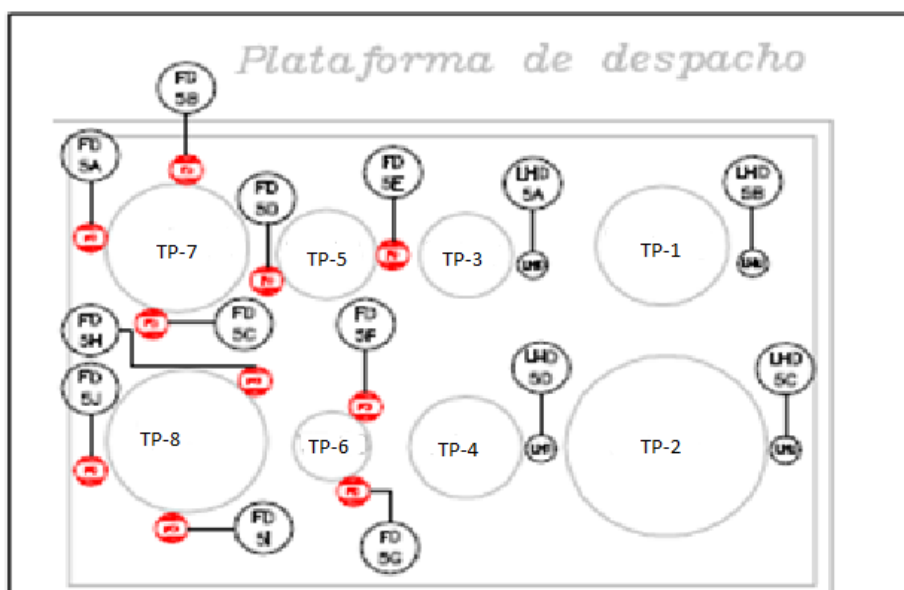 Plataforma de despacho
FD
5B
FD
5A
FD
5D
FD
5E
LHD
5A
LHD
5B
TP-7
TP-5
TP-3
TP-1
FD
5H
FD
5C
FD
5F
FD
5J
LHD
5D
LHD
5C
TP-8
TP-6
TP-4
TP-2
FD
5I
FD
5G